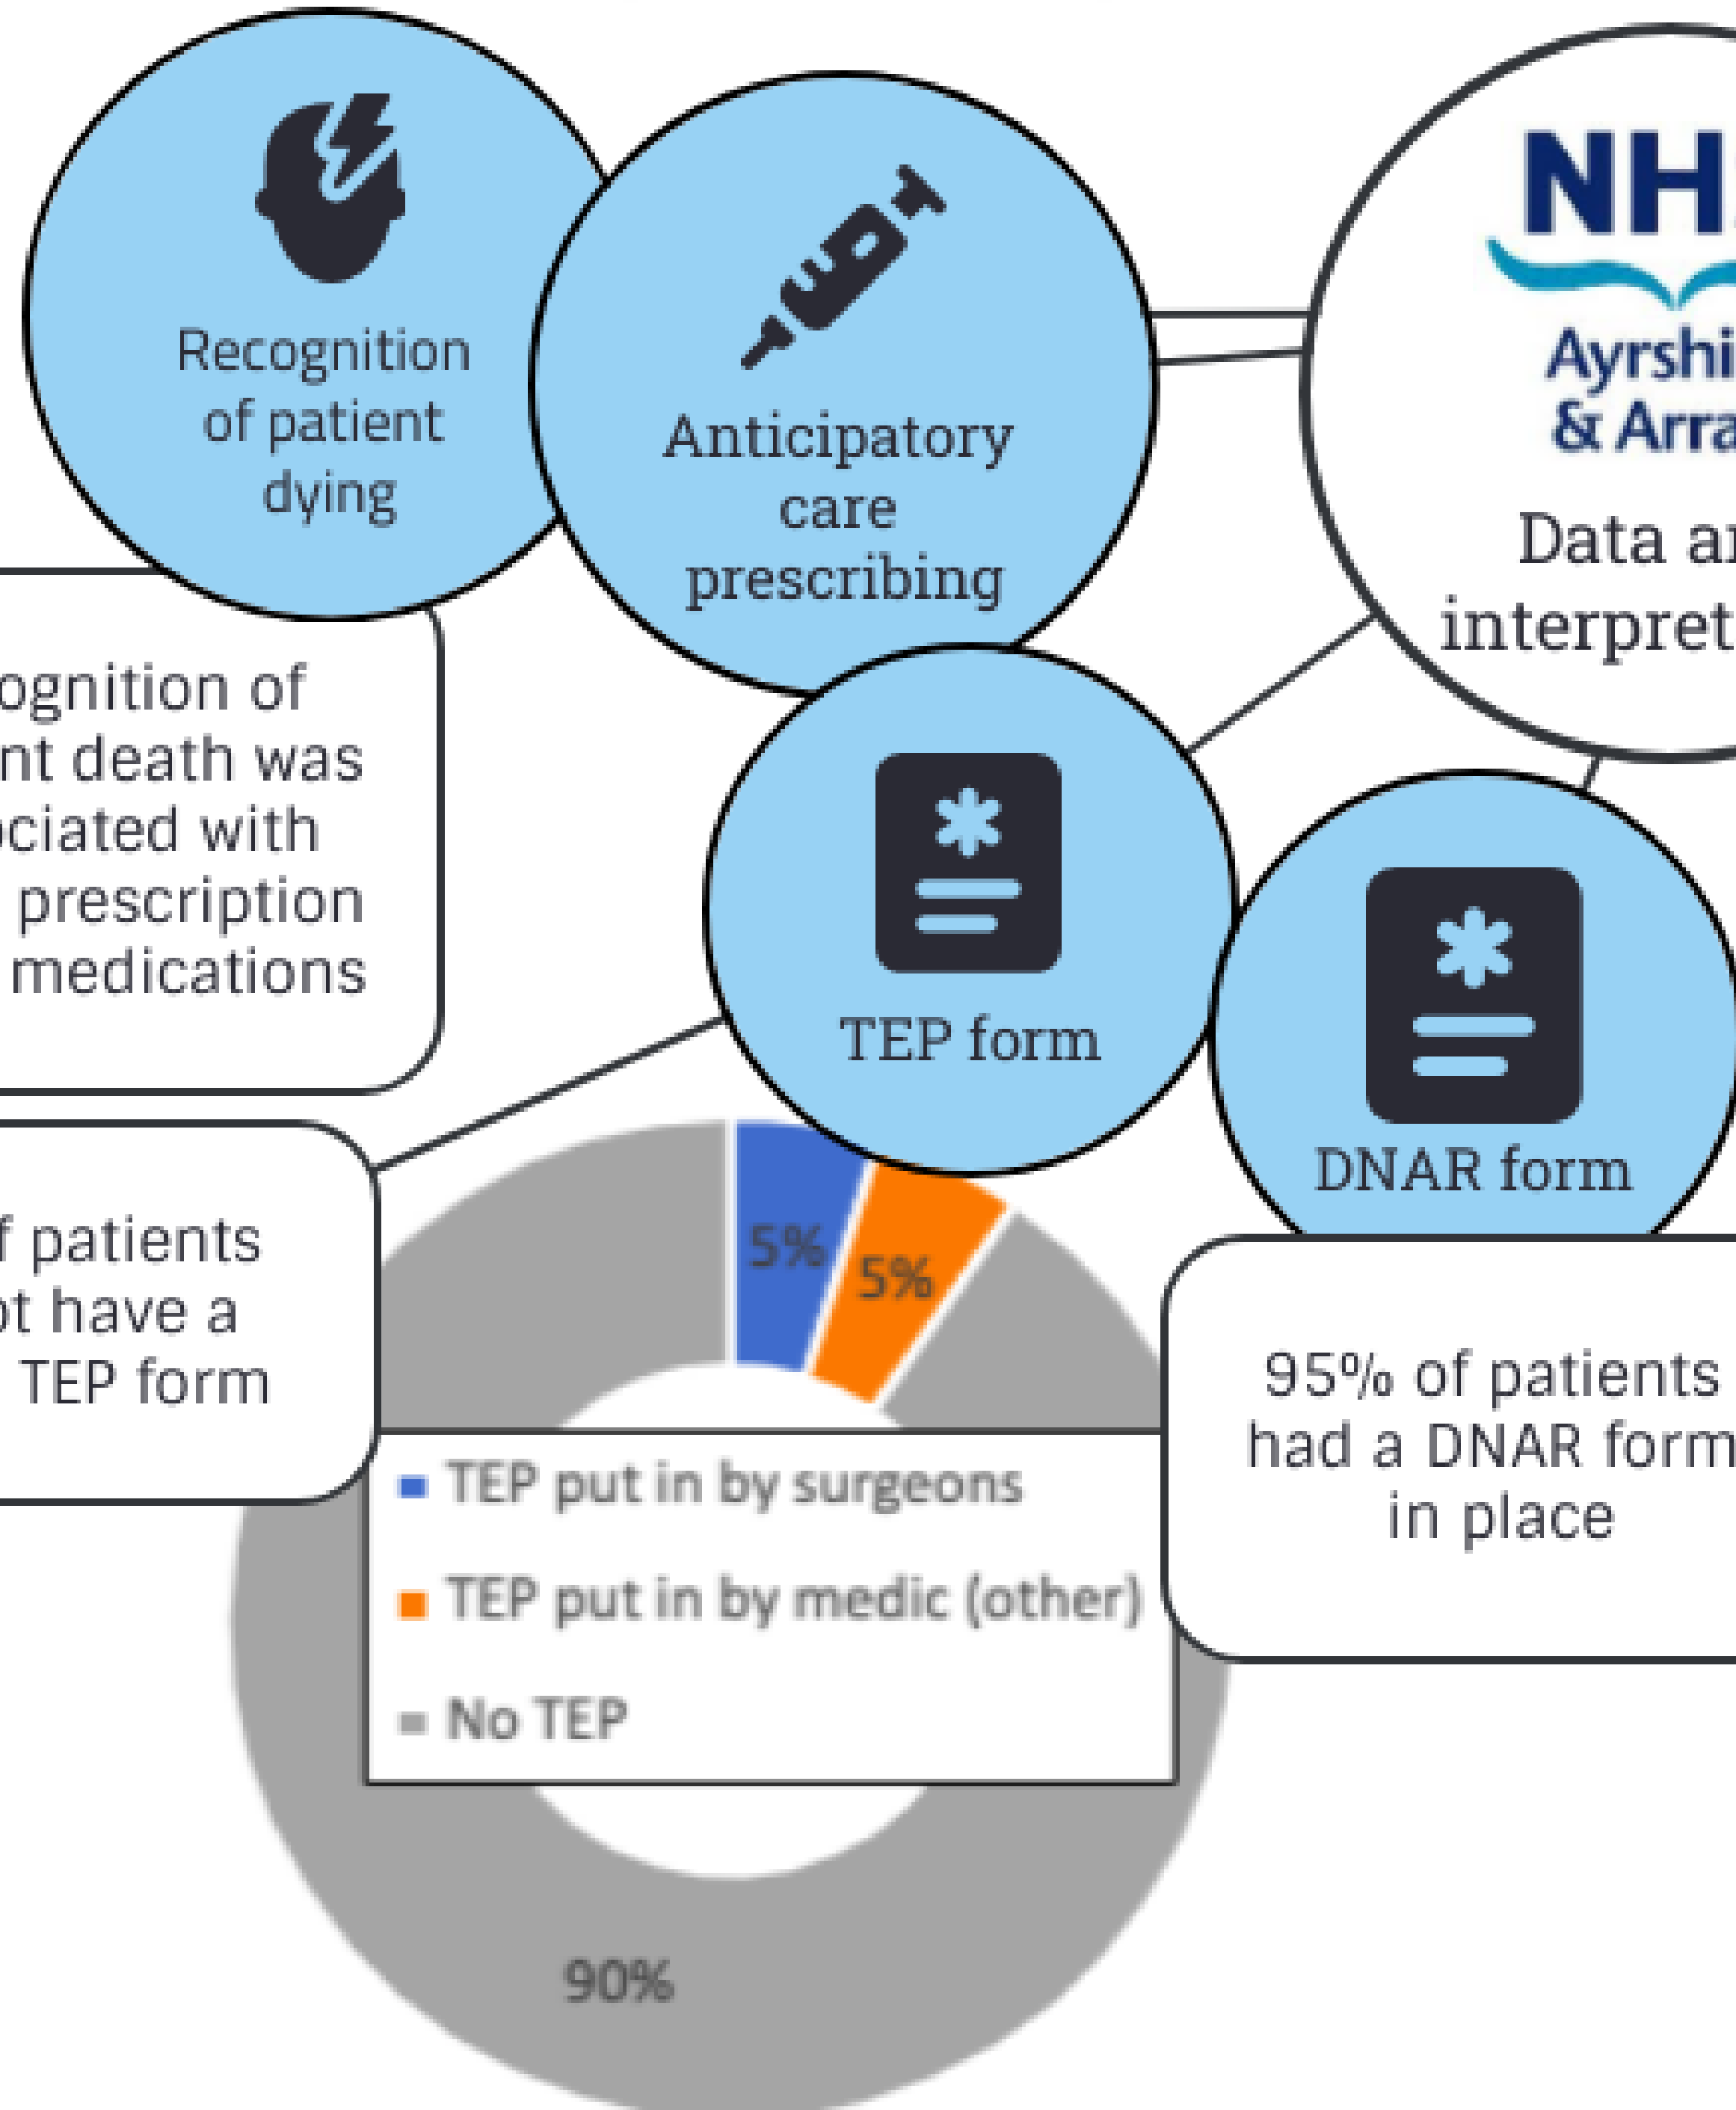 Recognition
of patient
dying
Anticipatory
care
prescribing
NH
Ayrshi
& Arra
Data ar
interpret
ognition of
nt death was
ociated with
prescription
medications
TEP form
DNAR form
f patients
ot have a
TEP form
5%
5%
95% of patients
had a DNAR form
in place
TEP put in by surgeons
TEP put in by medic (other)
No TEP
90%